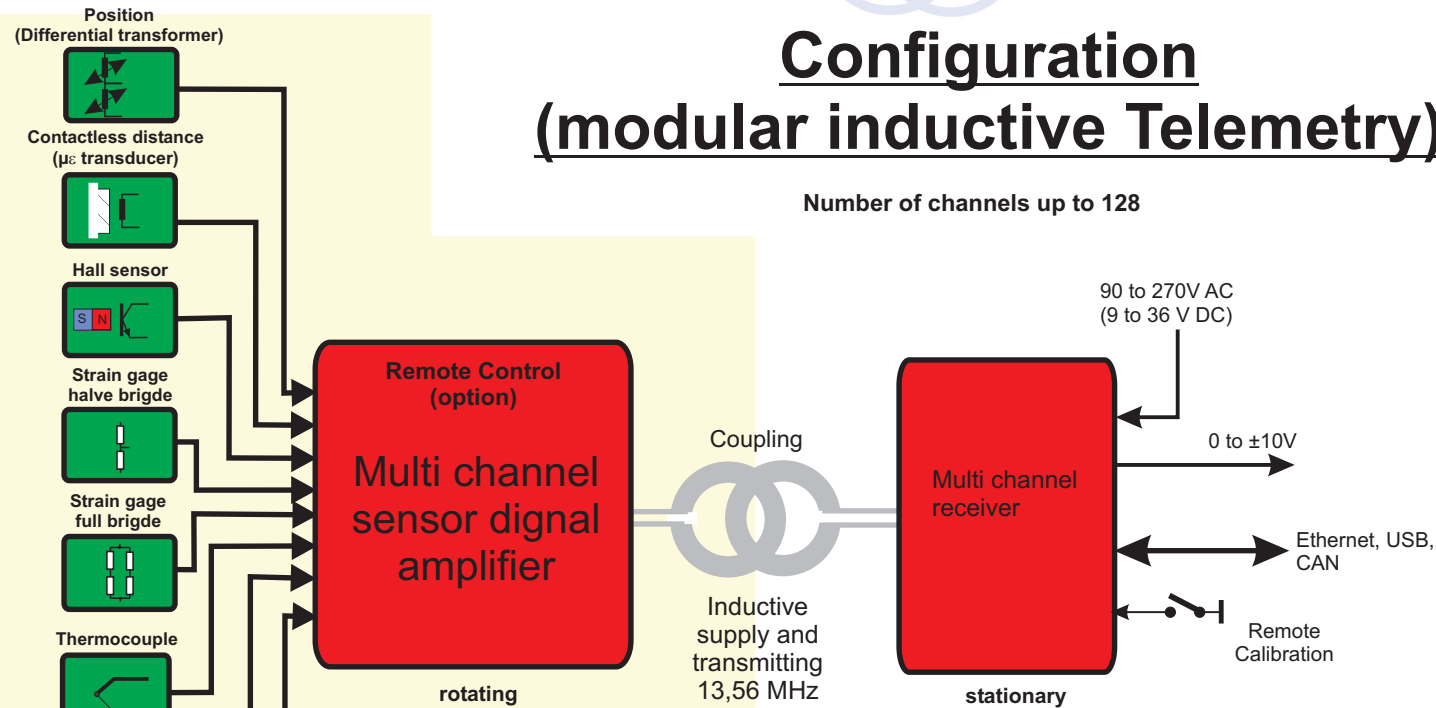 Position
(Differential transformer)
Contactless distance
(µε transducer)
Hall sensor
S N
Strain gage
halve brigde
Strain gage
full brigde
Thermocouple
Configuration
(modular inductive Telemetry)
Number of channels up to 128
Remote Control
(option)
Multi channel
sensor dignal
amplifier
rotating
Coupling
Inductive
supply and
transmitting
13,56 MHz
90 to 270V AC
(9 to 36 V DC)
Multi channel
receiver
0 to ±10V
Ethernet, USB,
CAN
Remote
Calibration
stationary